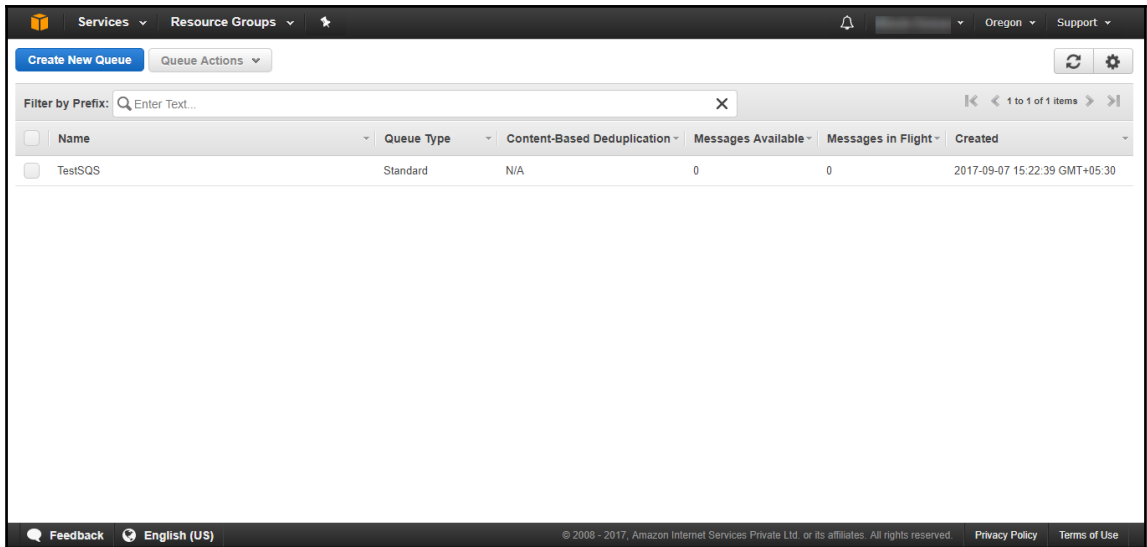 Services Resource Groups Oregon Support
Create New Queue Queue Actions
Filter by Prefix: Enter Text... 1 to 1 of 1 items
Name Queue Type Content-Based Deduplication Messages Available Messages in Flight Created
TestSQS Standard N/A 0 0 2017-09-07 15:22:39 GMT+05:30
Feedback English (US) © 2008 - 2017, Amazon Internet Services Private Ltd. or its affiliates. All rights reserved. Privacy Policy Terms of Use